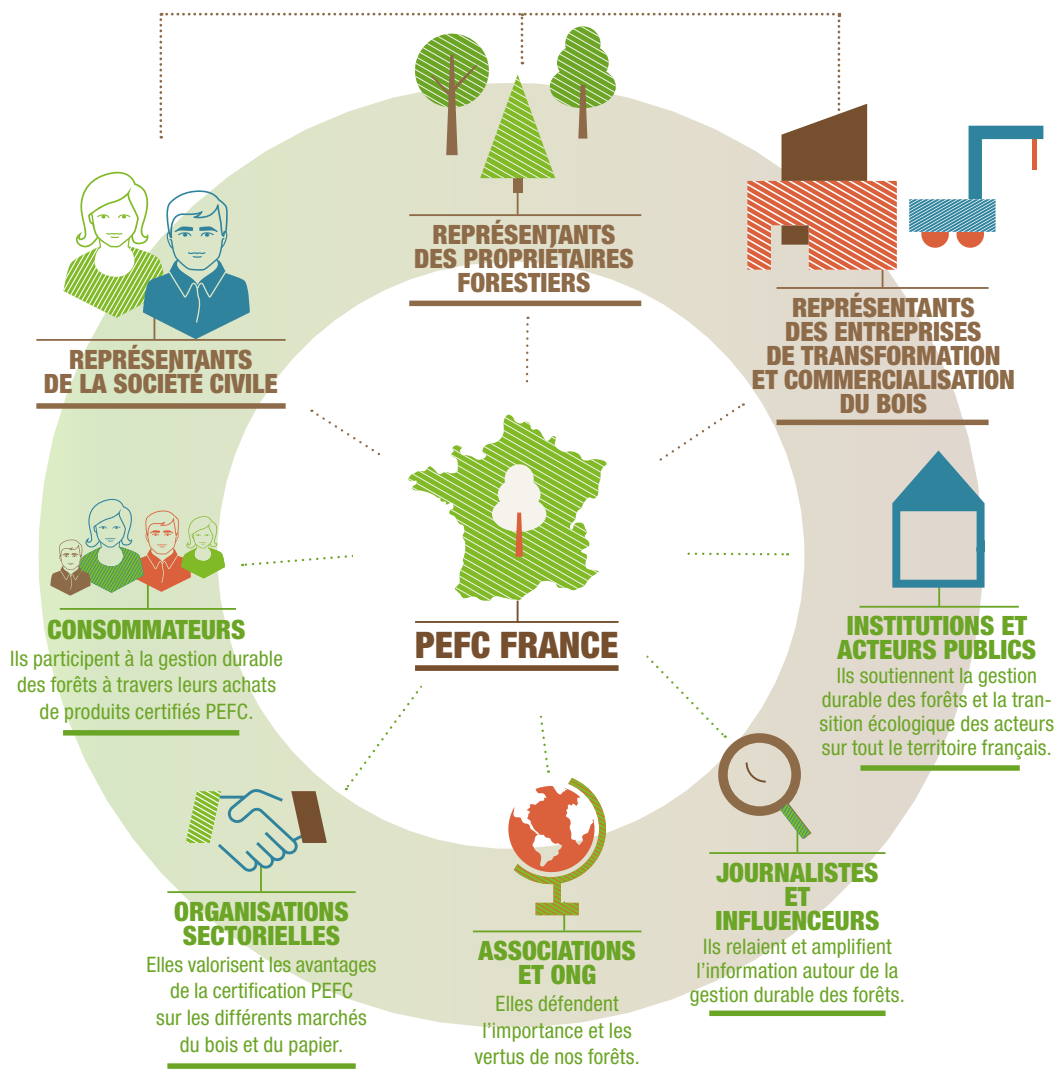 REPRÉSENTANTS
DES PROPRIÉTAIRES
FORESTIERS
REPRÉSENTANTS
DE LA SOCIÉTÉ CIVILE
REPRÉSENTANTS
DES ENTREPRISES
DE TRANSFORMATION
ET COMMERCIALISATION
DU BOIS
PEFC FRANCE
CONSOMMATEURS
Ils participent à la gestion durable
des forêts à travers leurs achats
de produits certifiés PEFC.
INSTITUTIONS ET
ACTEURS PUBLICS
Ils soutiennent la gestion
durable des forêts et la tran-
sition écologique des acteurs
sur tout le territoire français.
ORGANISATIONS
SECTORIELLES
Elles valorisent les avantages
de la certification PEFC
sur les différents marchés
du bois et du papier.
ASSOCIATIONS
ET ONG
Elles défendent
l’importance et les
vertus de nos forêts.
JOURNALISTES
ET
INFLUENCEURS
Ils relaient et amplifient
l’information autour de la
gestion durable des forêts.